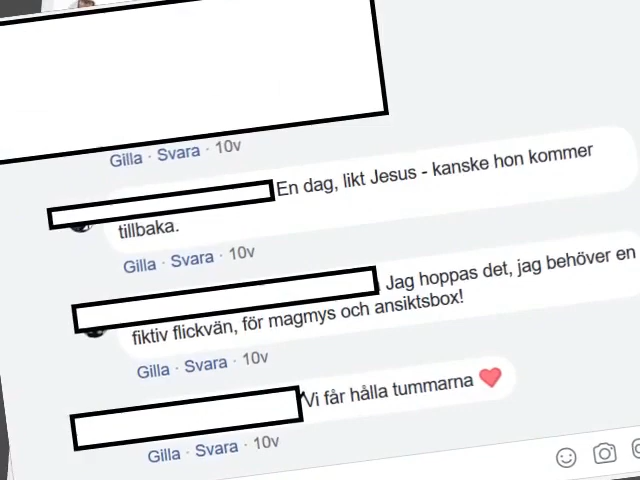 Gilla · Svara · 10v
En dag, likt Jesus - kanske hon kommer
tillbaka.
Gilla · Svara · 10v
Jag hoppas det, jag behöver en
fiktiv flickvän, för magmys och ansiktsbox!
Gilla · Svara · 10v
Vi får hålla tummarna ❤️
Gilla · Svara · 10v